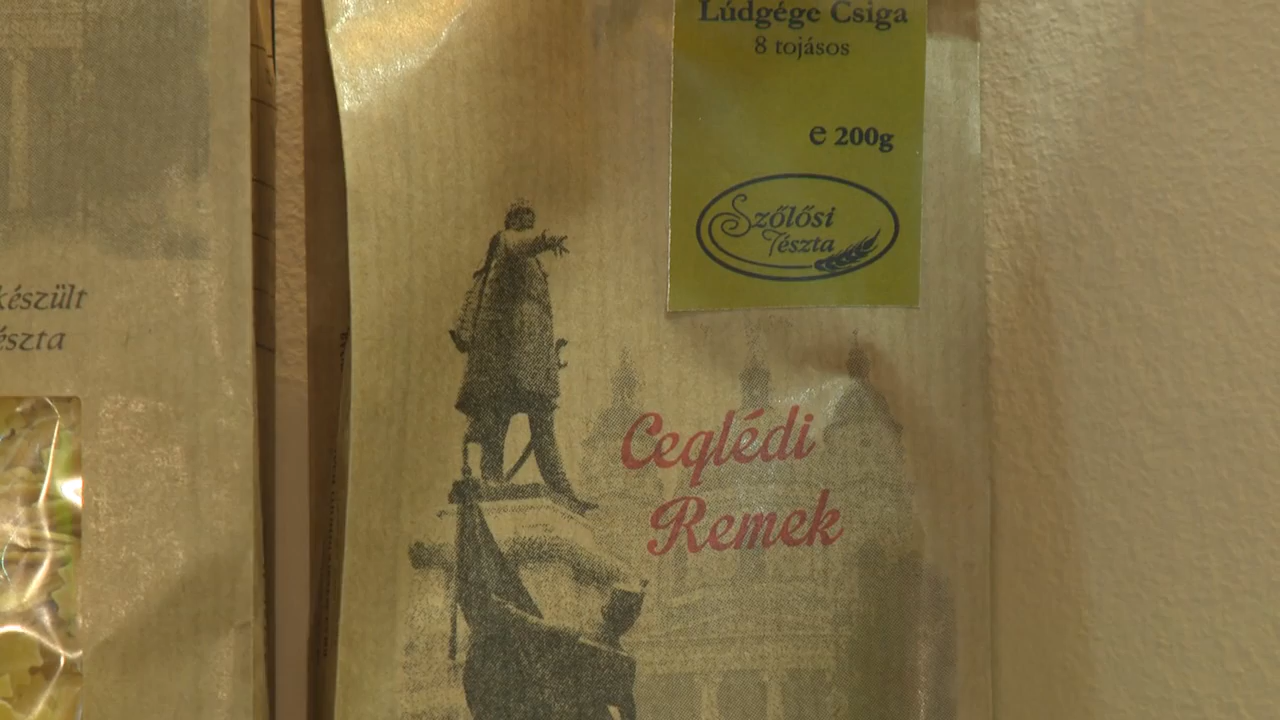 Lúdgége Csiga
8 tojásos
e 200g
Szőlősi
Tészta
készült
észta
Ceglédi
Remek